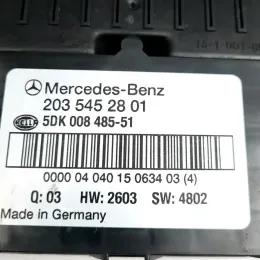 Mercedes-Benz
203 545 28 01
HELLA
5DK 008 485-51
0000 04 040 15 0634 03 (4)
Q: 03 HW: 2603 SW: 4802
Made in Germany